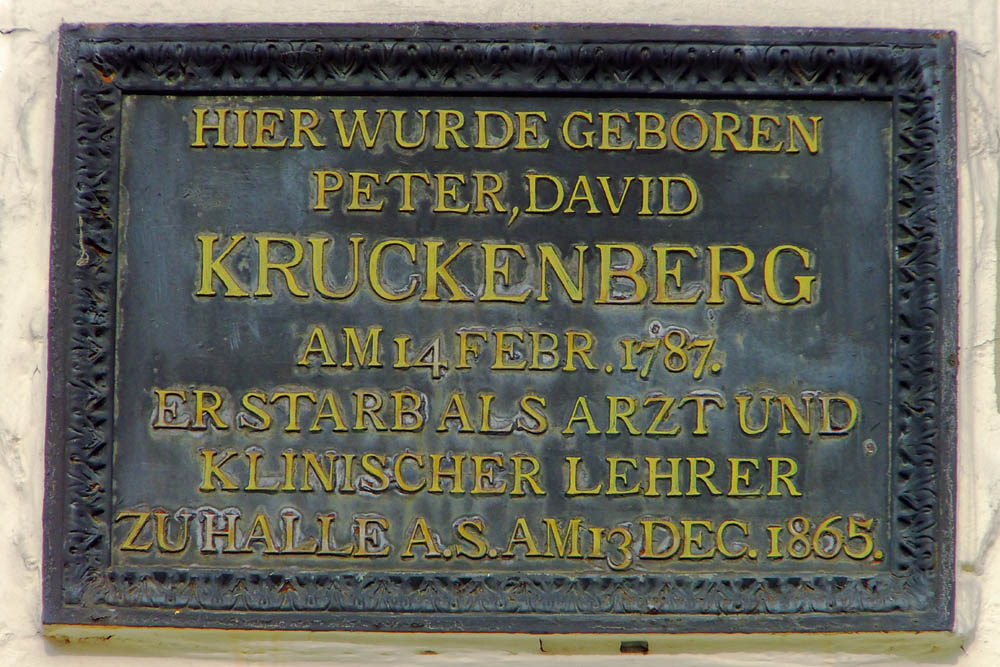 HIER WURDE GEBOREN
PETER, DAVID
KRUCKENBERG
AM 14 FEBR. 1787.
ER STARB ALS ARZT UND
KLINISCHER LEHRER
ZU HALLE A.S. AM 13 DEC. 1865.